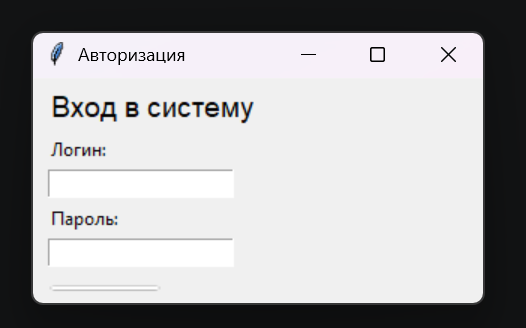 Авторизация
Вход в систему
Логин:
Пароль: